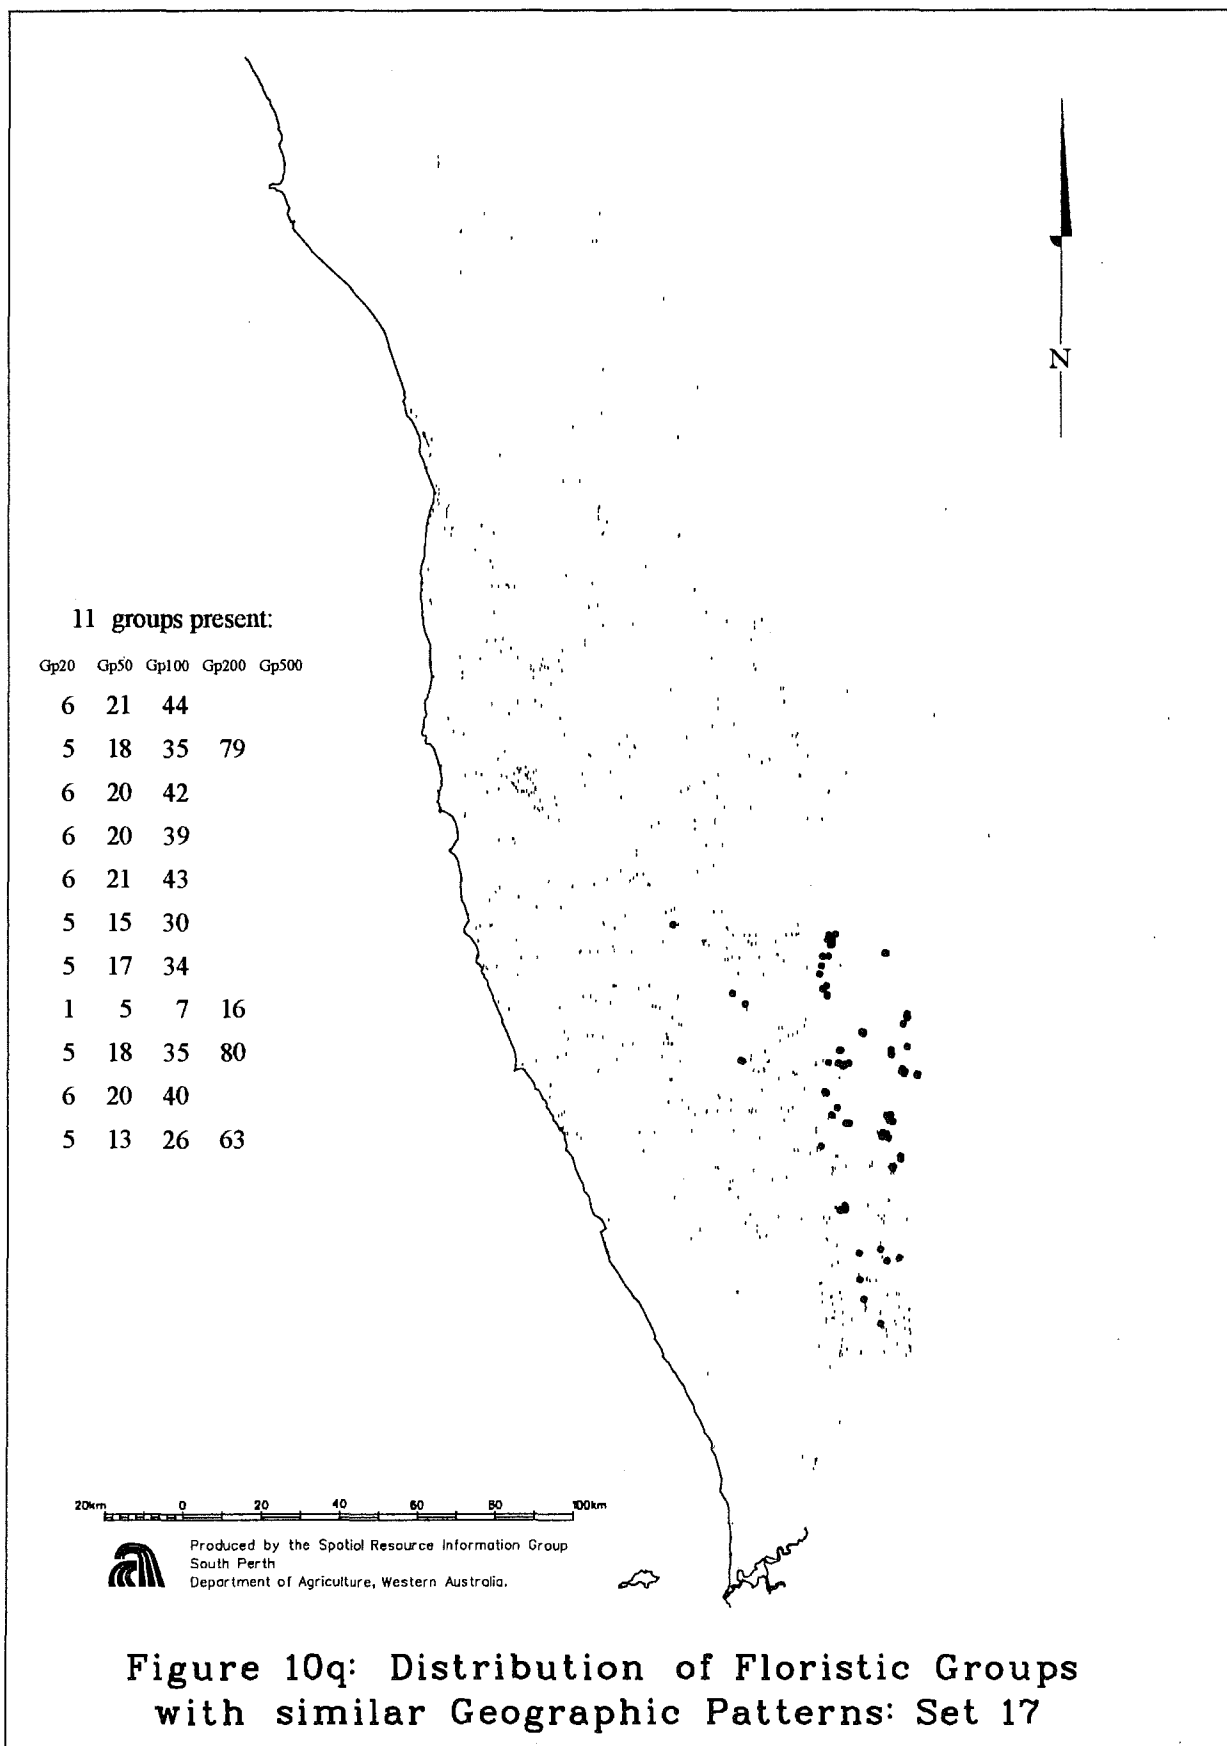 N
11 groups present:
Gp20 Gp50 Gp100 Gp200 Gp500
6 21 44
5 18 35 79
6 20 42
6 20 39
6 21 43
5 15 30
5 17 34
1 5 7 16
5 18 35 80
6 20 40
5 13 26 63
20km 0 20 40 60 80 100km
Produced by the Spatial Resource Information Group
South Perth
Department of Agriculture, Western Australia.
Figure 10q: Distribution of Floristic Groups
with similar Geographic Patterns: Set 17